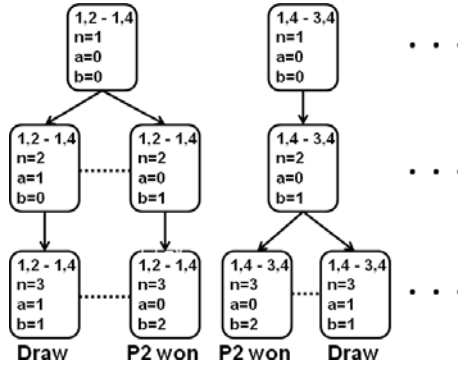 1,2 - 1,4
n=1
a=0
b=0
1,4 - 3,4
n=1
a=0
b=0
. . .
1,2 - 1,4
n=2
a=1
b=0
1,2 - 1,4
n=2
a=0
b=1
1,4 - 3,4
n=2
a=0
b=1
. . .
1,2 - 1,4
n=3
a=1
b=1
1,2 - 1,4
n=3
a=0
b=2
1,4 - 3,4
n=3
a=0
b=2
1,4 - 3,4
n=3
a=1
b=1
. . .
Draw
P2 won
P2 won
Draw